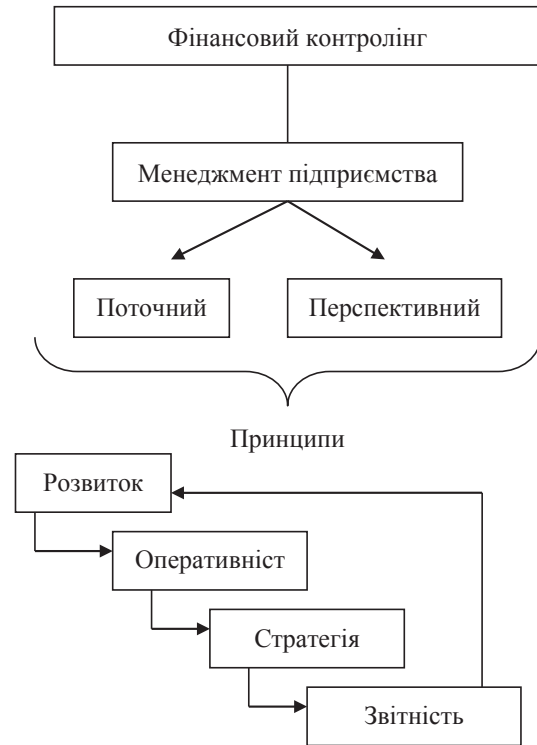 Фінансовий контролінг
Менеджмент підприємства
Поточний
Перспективний
Принципи
Розвиток
Оперативніст
Стратегія
Звітність